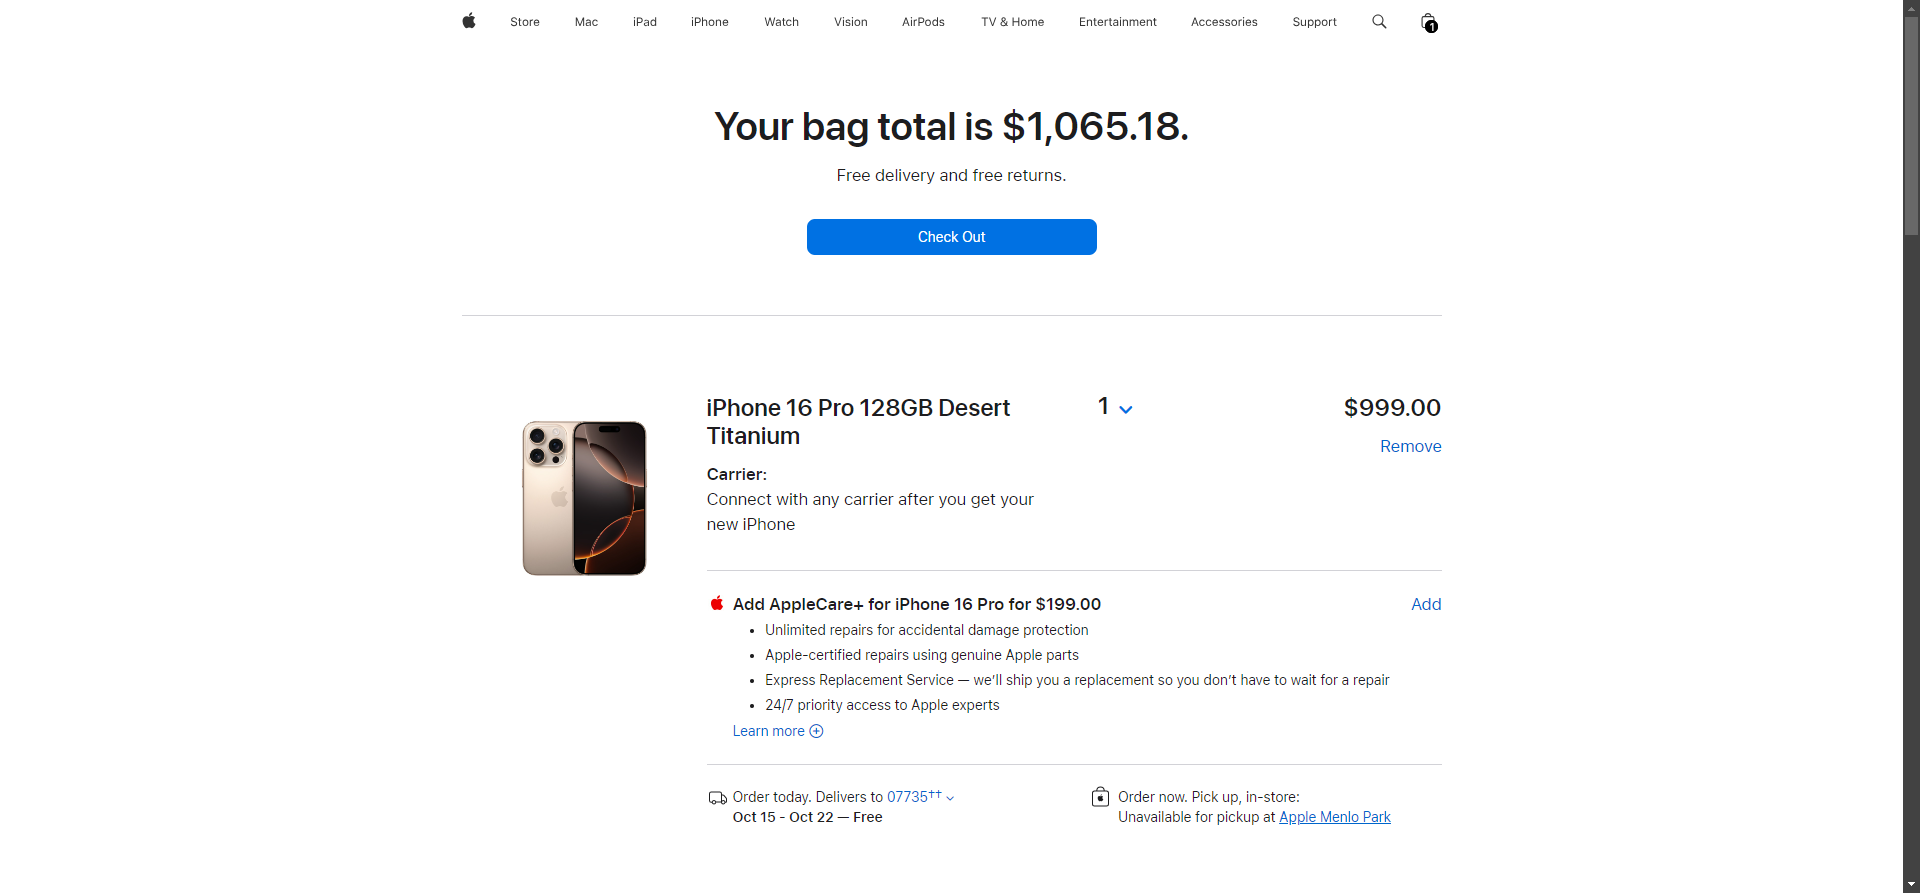 Store Mac iPad iPhone Watch Vision AirPods TV & Home Entertainment Accessories Support 1
Your bag total is $1,065.18.
Free delivery and free returns.
Check Out
iPhone 16 Pro 128GB Desert
Titanium
1
$999.00
Remove
Carrier:
Connect with any carrier after you get your
new iPhone
Add AppleCare+ for iPhone 16 Pro for $199.00
Add
• Unlimited repairs for accidental damage protection
• Apple-certified repairs using genuine Apple parts
• Express Replacement Service — we’ll ship you a replacement so you don’t have to wait for a repair
• 24/7 priority access to Apple experts
Learn more
Order today. Delivers to 07735††
Oct 15 - Oct 22 — Free
Order now. Pick up, in-store:
Unavailable for pickup at Apple Menlo Park